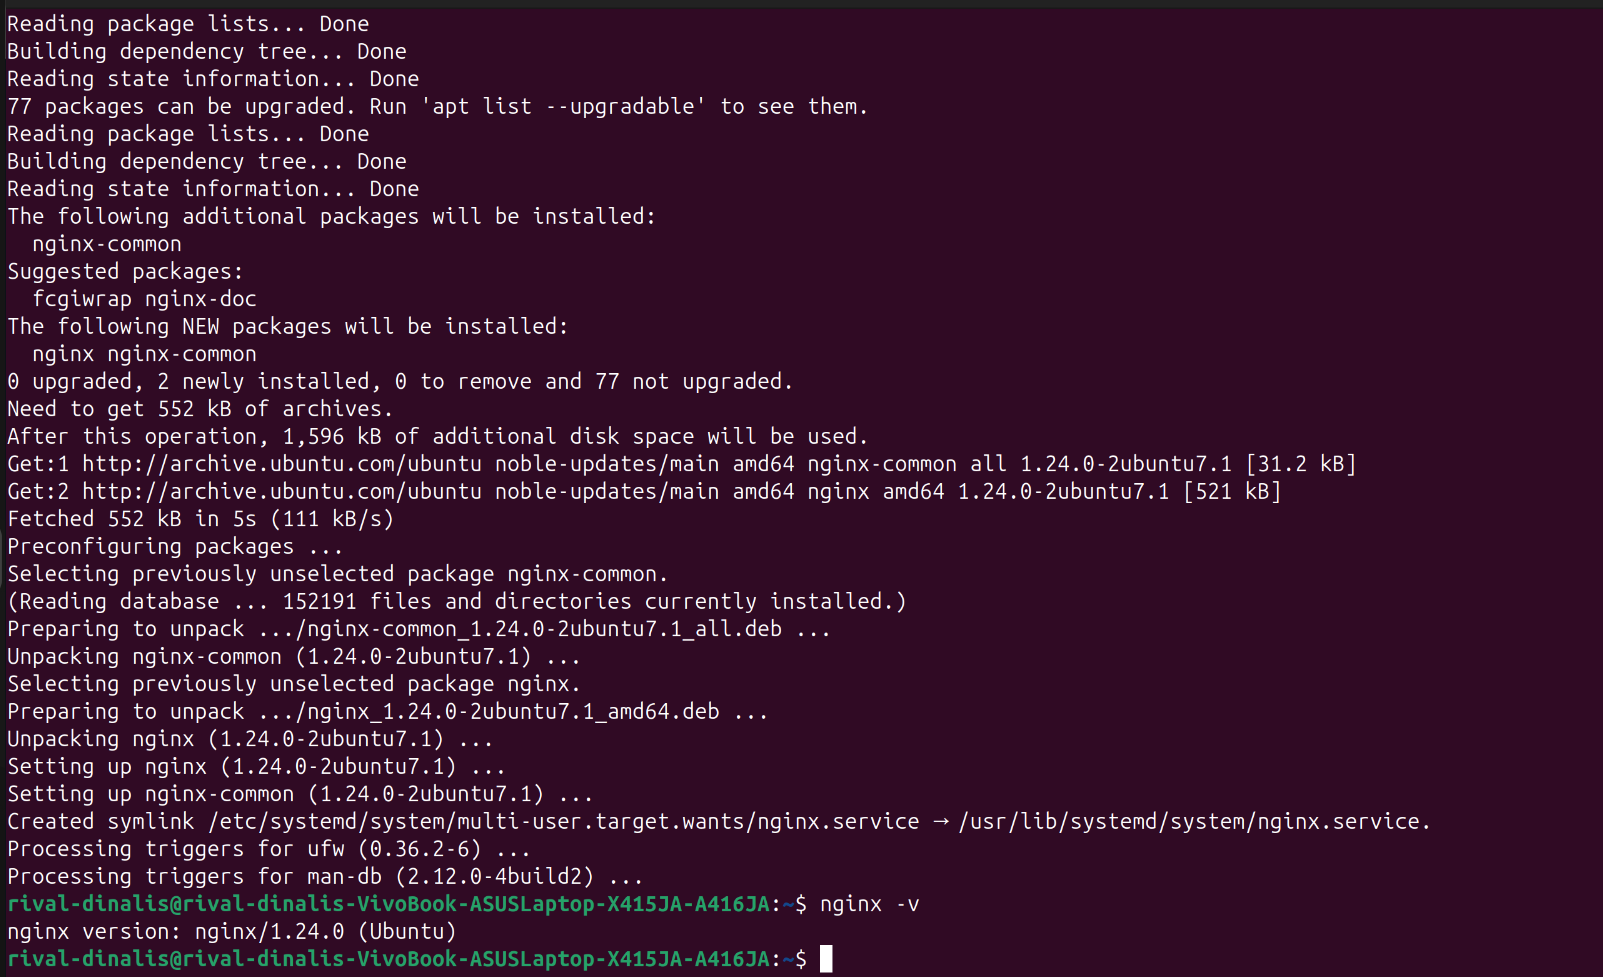 Reading package lists... Done
Building dependency tree... Done
Reading state information... Done
77 packages can be upgraded. Run 'apt list --upgradable' to see them.
Reading package lists... Done
Building dependency tree... Done
Reading state information... Done
The following additional packages will be installed:
  nginx-common
Suggested packages:
  fcgiwrap nginx-doc
The following NEW packages will be installed:
  nginx nginx-common
0 upgraded, 2 newly installed, 0 to remove and 77 not upgraded.
Need to get 552 kB of archives.
After this operation, 1,596 kB of additional disk space will be used.
Get:1 http://archive.ubuntu.com/ubuntu noble-updates/main amd64 nginx-common all 1.24.0-2ubuntu7.1 [31.2 kB]
Get:2 http://archive.ubuntu.com/ubuntu noble-updates/main amd64 nginx amd64 1.24.0-2ubuntu7.1 [521 kB]
Fetched 552 kB in 5s (111 kB/s)
Preconfiguring packages ...
Selecting previously unselected package nginx-common.
(Reading database ... 152191 files and directories currently installed.)
Preparing to unpack .../nginx-common_1.24.0-2ubuntu7.1_all.deb ...
Unpacking nginx-common (1.24.0-2ubuntu7.1) ...
Selecting previously unselected package nginx.
Preparing to unpack .../nginx_1.24.0-2ubuntu7.1_amd64.deb ...
Unpacking nginx (1.24.0-2ubuntu7.1) ...
Setting up nginx (1.24.0-2ubuntu7.1) ...
Setting up nginx-common (1.24.0-2ubuntu7.1) ...
Created symlink /etc/systemd/system/multi-user.target.wants/nginx.service → /usr/lib/systemd/system/nginx.service.
Processing triggers for ufw (0.36.2-6) ...
Processing triggers for man-db (2.12.0-4build2) ...
rival-dinalis@rival-dinalis-VivoBook-ASUSLaptop-X415JA-A416JA:~$ nginx -v
nginx version: nginx/1.24.0 (Ubuntu)
rival-dinalis@rival-dinalis-VivoBook-ASUSLaptop-X415JA-A416JA:~$